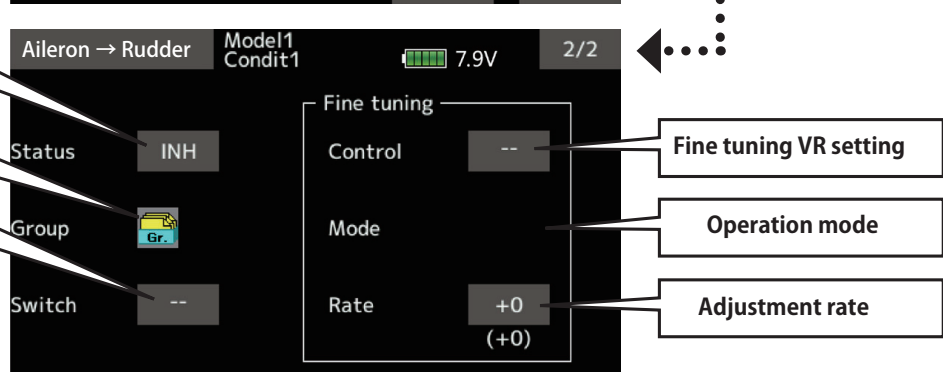 Aileron → Rudder
Model1
Condit1
7.9V
2/2
Status
INH
Group
Gr.
Switch
--
Fine tuning
Control
--
Mode
Rate
+0
(+0)
Fine tuning VR setting
Operation mode
Adjustment rate